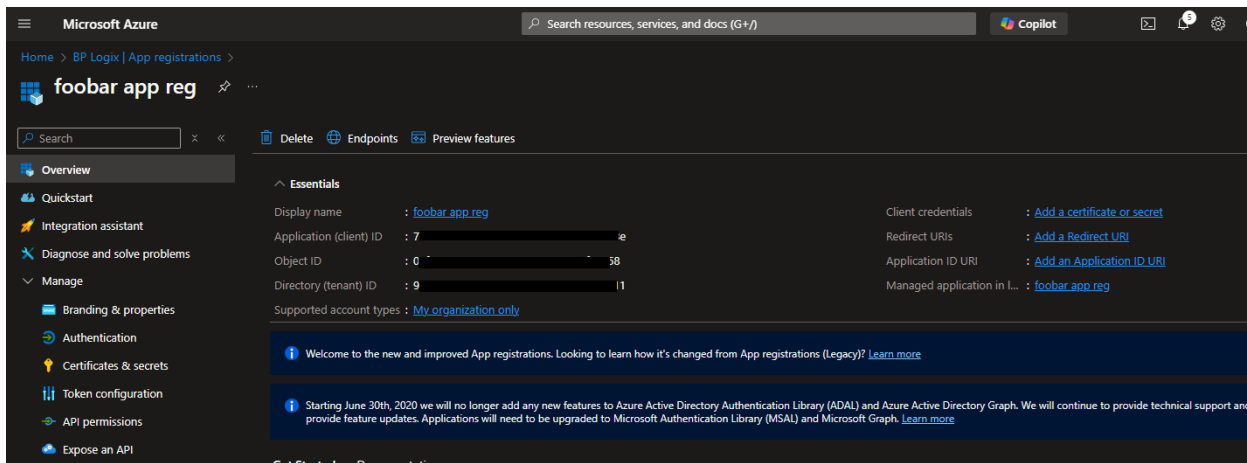 Microsoft Azure
Search resources, services, and docs (G+/)
Copilot
5
Home > BP Logix | App registrations >
foobar app reg
...
Search
Delete
Endpoints
Preview features
Overview
Quickstart
Integration assistant
Diagnose and solve problems
Manage
Branding & properties
Authentication
Certificates & secrets
Token configuration
API permissions
Expose an API
Essentials
Display name : foobar app reg
Application (client) ID : 7 e
Object ID : 0 58
Directory (tenant) ID : 9 11
Supported account types : My organization only
Client credentials : Add a certificate or secret
Redirect URIs : Add a Redirect URI
Application ID URI : Add an Application ID URI
Managed application in l... : foobar app reg
Welcome to the new and improved App registrations. Looking to learn how it's changed from App registrations (Legacy)? Learn more
Starting June 30th, 2020 we will no longer add any new features to Azure Active Directory Authentication Library (ADAL) and Azure Active Directory Graph. We will continue to provide technical support and
provide feature updates. Applications will need to be upgraded to Microsoft Authentication Library (MSAL) and Microsoft Graph. Learn more